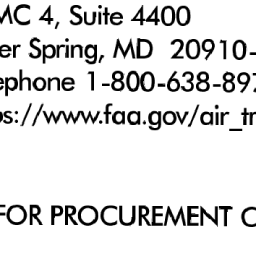 MC 4, Suite 4400
er Spring, MD 20910-
ephone 1-800-638-897
s://www.faa.gov/air_tr
FOR PROCUREMENT O